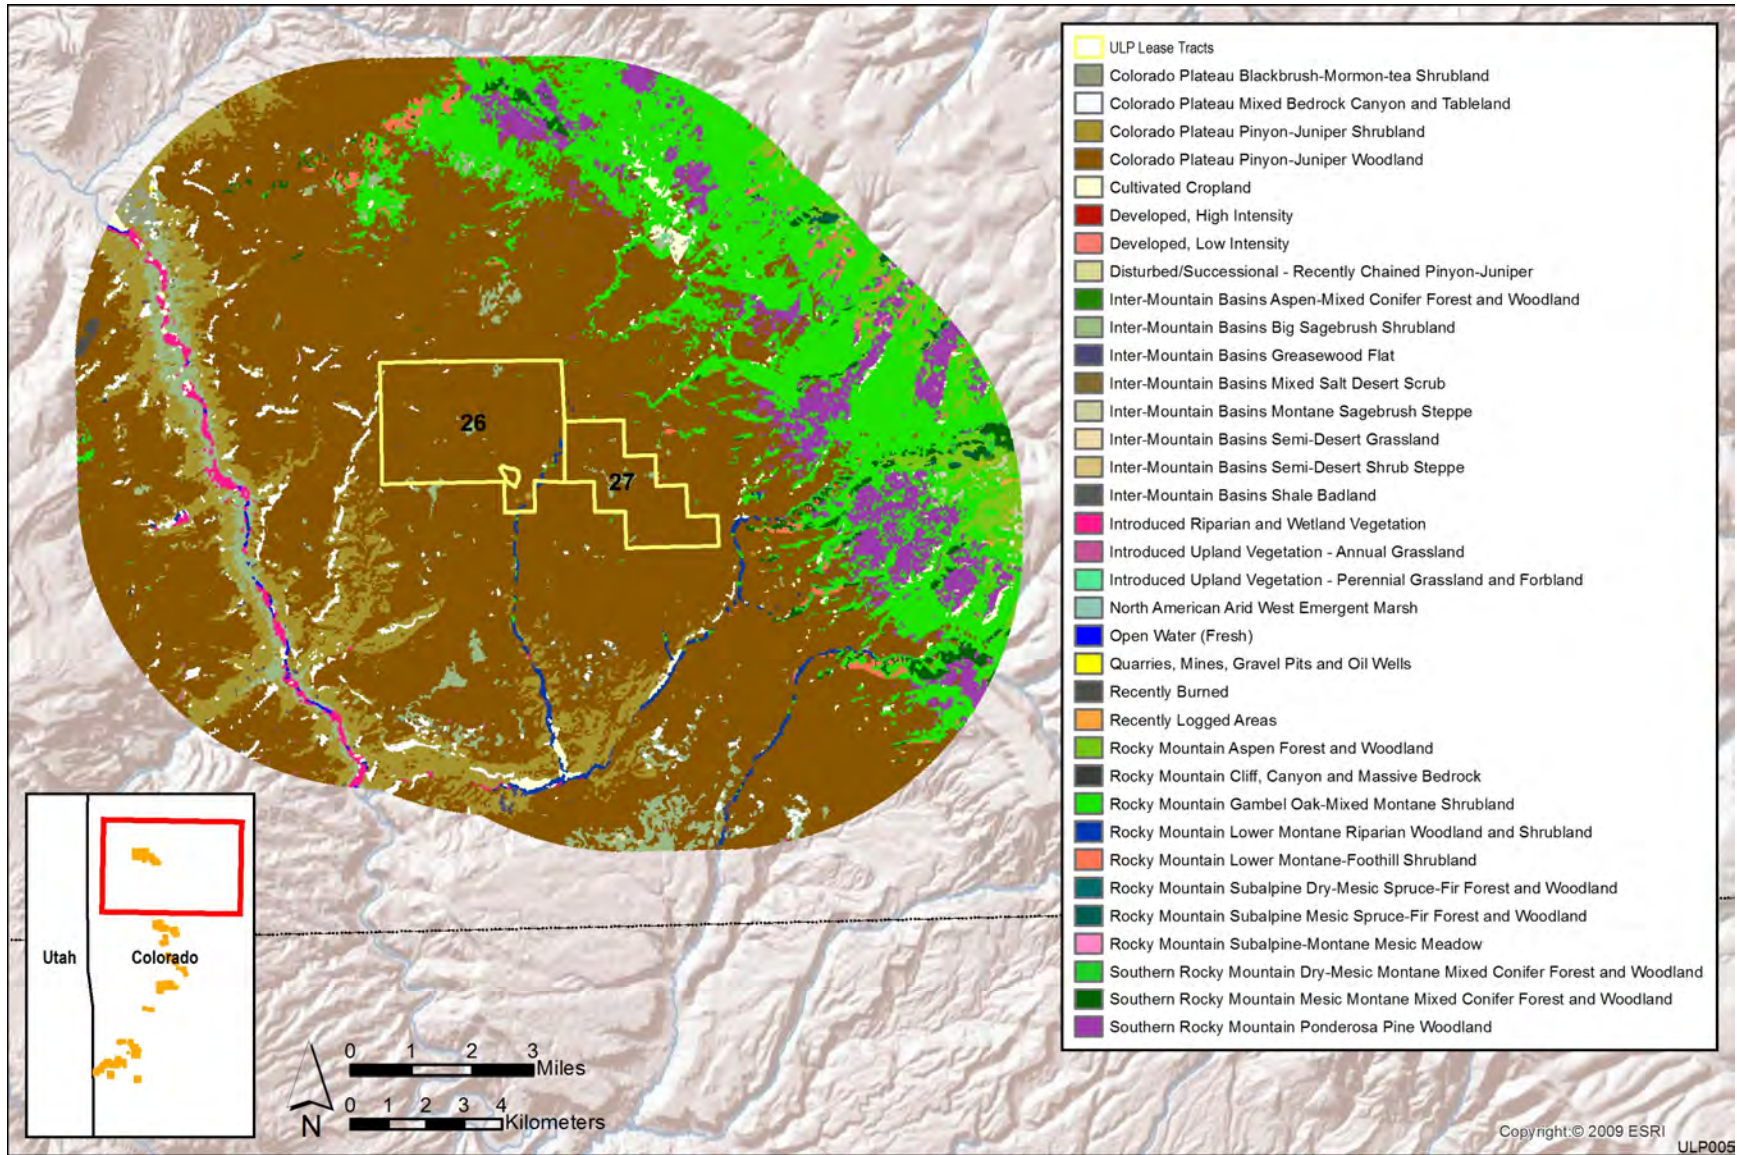 ULP Lease Tracts
Colorado Plateau Blackbrush-Mormon-tea Shrubland
Colorado Plateau Mixed Bedrock Canyon and Tableland
Colorado Plateau Pinyon-Juniper Shrubland
Colorado Plateau Pinyon-Juniper Woodland
Cultivated Cropland
Developed, High Intensity
Developed, Low Intensity
Disturbed/Successional - Recently Chained Pinyon-Juniper
Inter-Mountain Basins Aspen-Mixed Conifer Forest and Woodland
Inter-Mountain Basins Big Sagebrush Shrubland
Inter-Mountain Basins Greasewood Flat
Inter-Mountain Basins Mixed Salt Desert Scrub
Inter-Mountain Basins Montane Sagebrush Steppe
Inter-Mountain Basins Semi-Desert Grassland
Inter-Mountain Basins Semi-Desert Shrub Steppe
Inter-Mountain Basins Shale Badland
Introduced Riparian and Wetland Vegetation
Introduced Upland Vegetation - Annual Grassland
Introduced Upland Vegetation - Perennial Grassland and Forbland
North American Arid West Emergent Marsh
Open Water (Fresh)
Quarries, Mines, Gravel Pits and Oil Wells
Recently Burned
Recently Logged Areas
Rocky Mountain Aspen Forest and Woodland
Rocky Mountain Cliff, Canyon and Massive Bedrock
Rocky Mountain Gambel Oak-Mixed Montane Shrubland
Rocky Mountain Lower Montane Riparian Woodland and Shrubland
Rocky Mountain Lower Montane-Foothill Shrubland
Rocky Mountain Subalpine Dry-Mesic Spruce-Fir Forest and Woodland
Rocky Mountain Subalpine Mesic Spruce-Fir Forest and Woodland
Rocky Mountain Subalpine-Montane Mesic Meadow
Southern Rocky Mountain Dry-Mesic Montane Mixed Conifer Forest and Woodland
Southern Rocky Mountain Mesic Montane Mixed Conifer Forest and Woodland
Southern Rocky Mountain Ponderosa Pine Woodland
26
27
Utah
Colorado
N
0 1 2 3
Miles
0 1 2 3 4
Kilometers
Copyright:© 2009 ESRI
ULP005